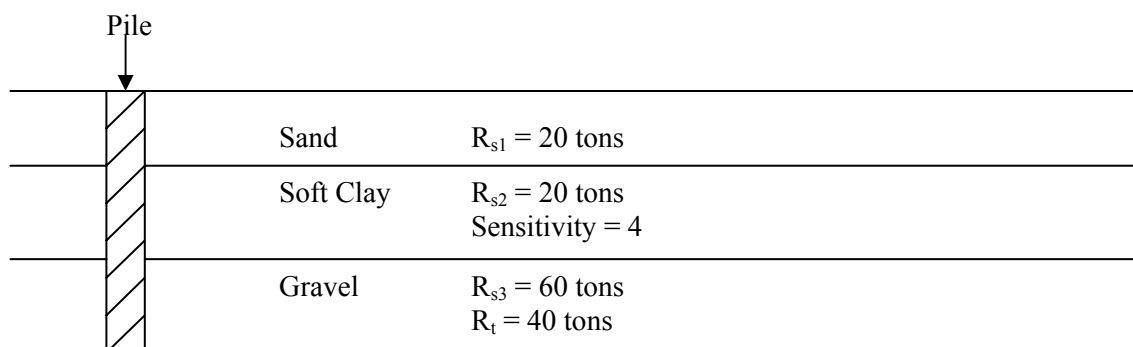 Pile
Sand R_s1 = 20 tons
Soft Clay R_s2 = 20 tons
Sensitivity = 4
Gravel R_s3 = 60 tons
R_t = 40 tons